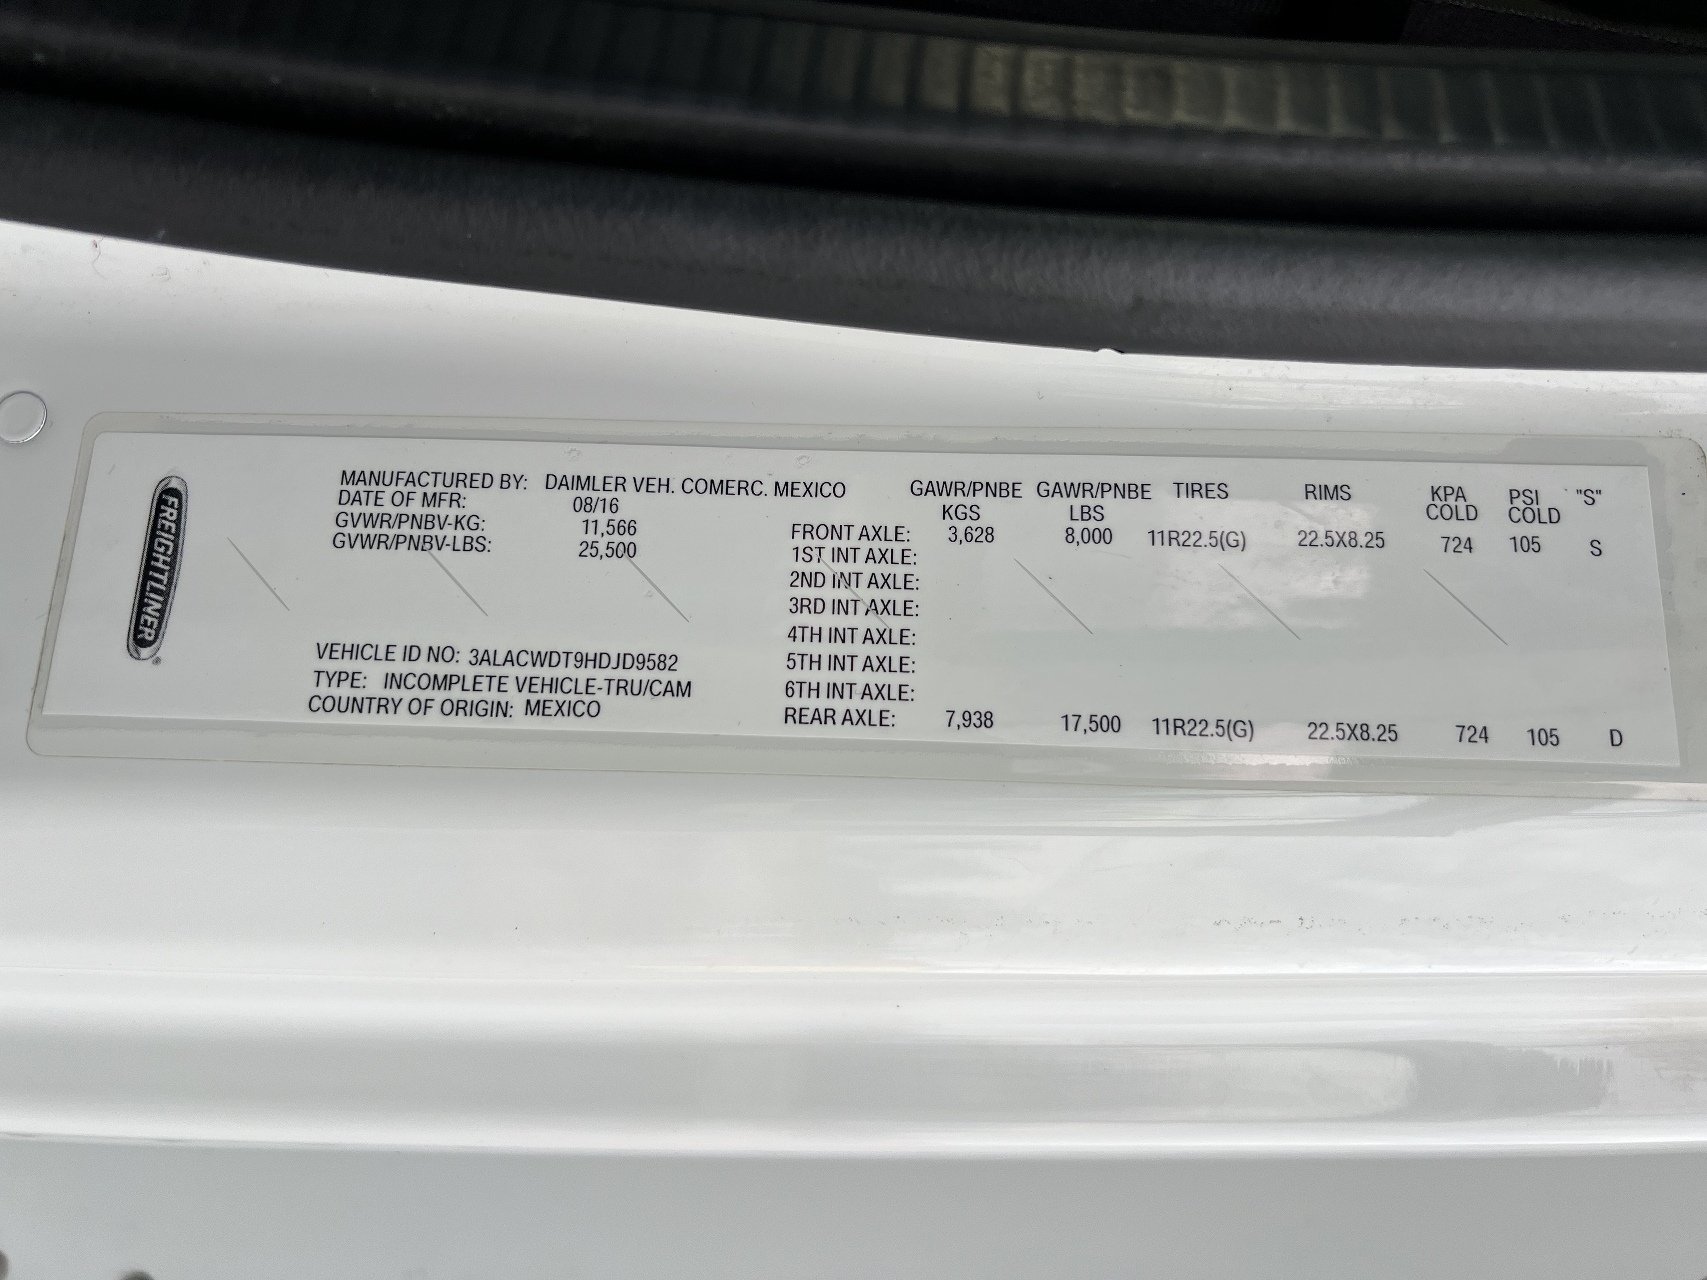 FREIGHTLINER
MANUFACTURED BY: DAIMLER VEH. COMERC. MEXICO
DATE OF MFR: 08/16
GVWR/PNBV-KG: 11,566
GVWR/PNBV-LBS: 25,500
VEHICLE ID NO: 3ALACWDT9HDJD9582
TYPE: INCOMPLETE VEHICLE-TRU/CAM
COUNTRY OF ORIGIN: MEXICO
GAWR/PNBE GAWR/PNBE TIRES RIMS KPA PSI "S"
KGS LBS COLD COLD
FRONT AXLE: 3,628 8,000 11R22.5(G) 22.5X8.25 724 105 S
1ST INT AXLE:
2ND INT AXLE:
3RD INT AXLE:
4TH INT AXLE:
5TH INT AXLE:
6TH INT AXLE:
REAR AXLE: 7,938 17,500 11R22.5(G) 22.5X8.25 724 105 D